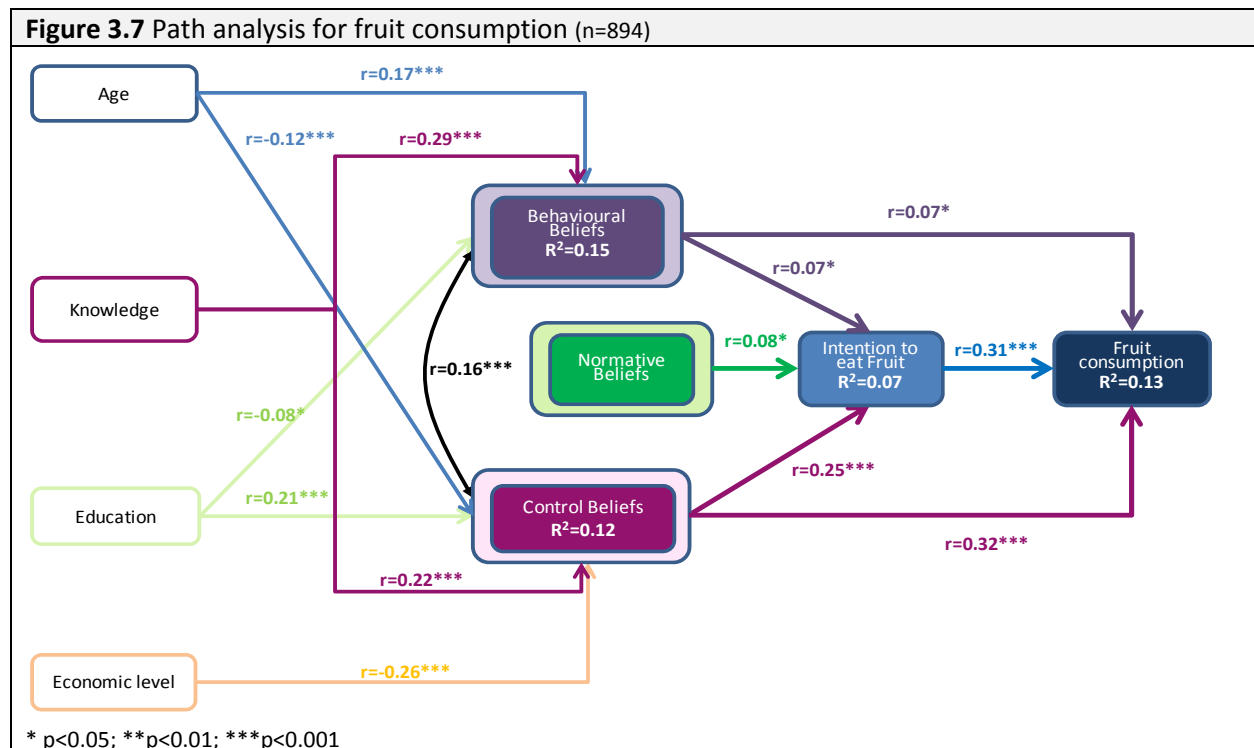 Figure 3.7 Path analysis for fruit consumption (n=894)
r=0.17***
Age
r=-0.12***
r=0.29***
Behavioural
Beliefs
R²=0.15
r=0.07*
r=0.07*
Knowledge
Normative
Beliefs
r=0.08*
Intention to
eat Fruit
R²=0.07
r=0.31***
Fruit
consumption
R²=0.13
r=0.16***
r=-0.08*
r=0.25***
Education
r=0.21***
Control Beliefs
R²=0.12
r=0.32***
r=0.22***
Economic level
r=-0.26***
* p<0.05; **p<0.01; ***p<0.001